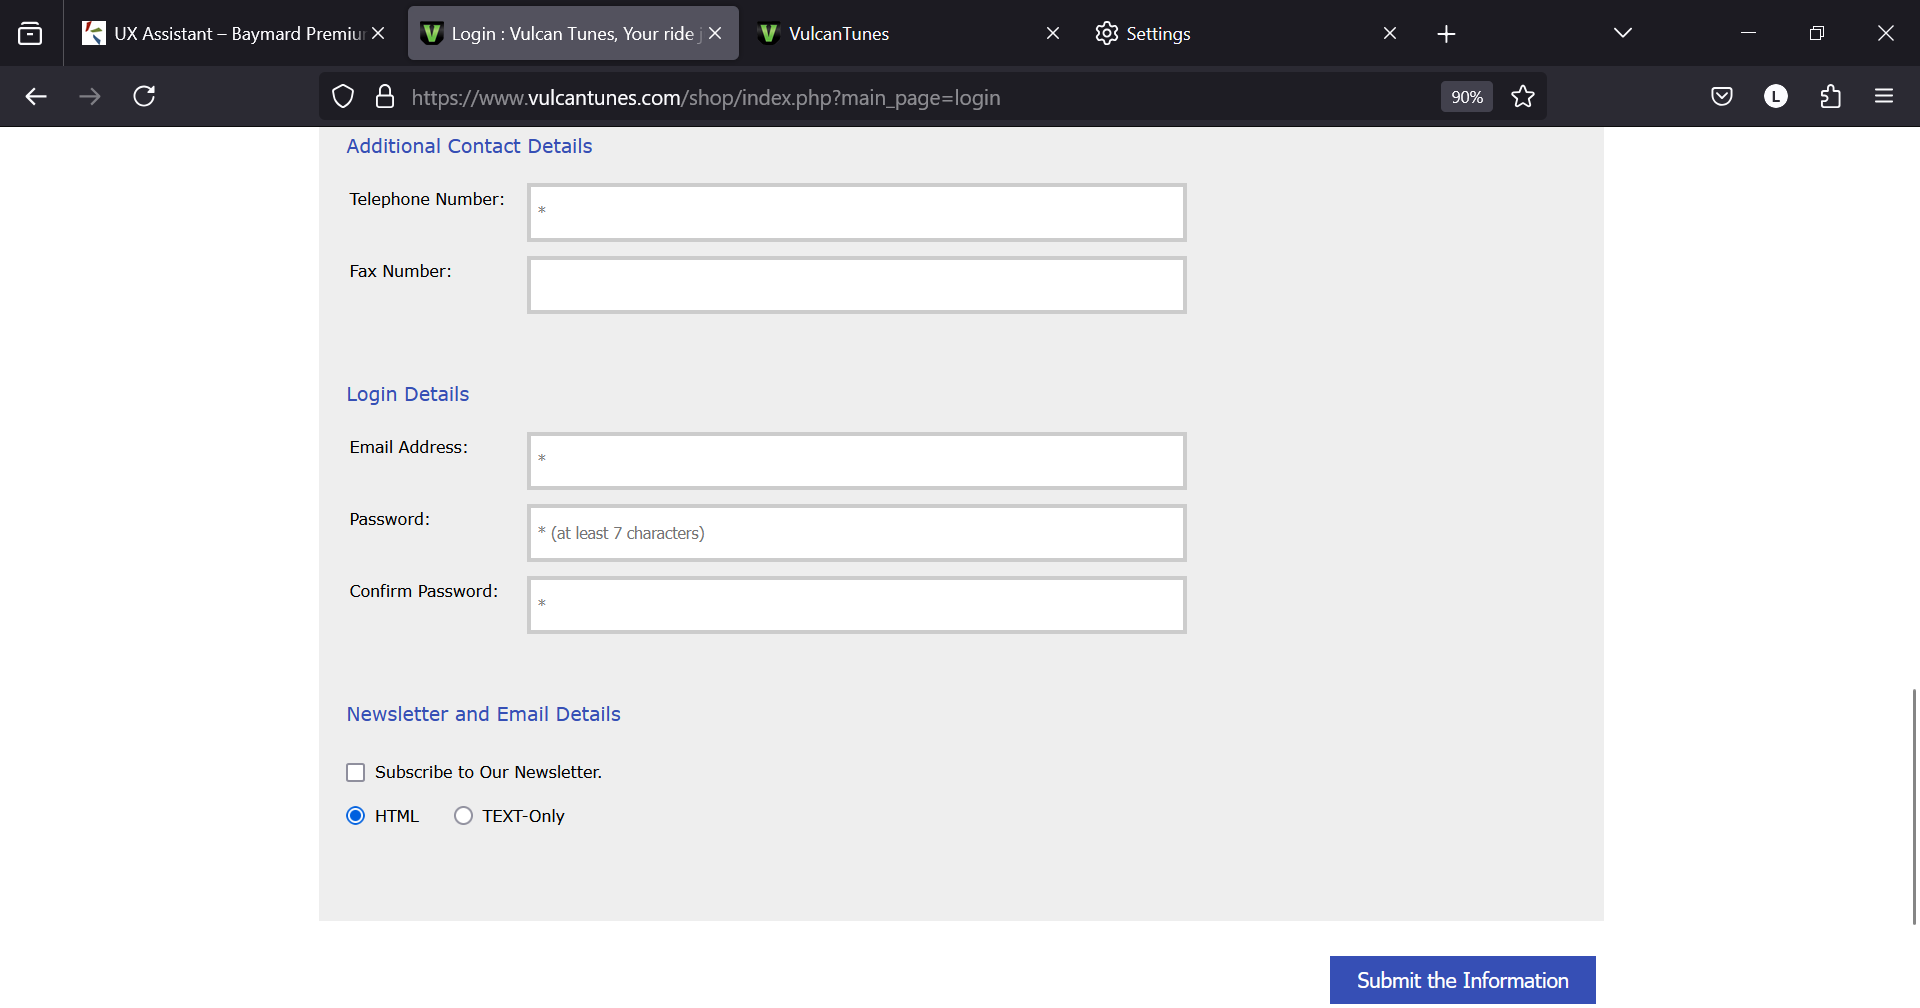 UX Assistant – Baymard Premiu
Login : Vulcan Tunes, Your ride j
VulcanTunes
Settings
https://www.vulcantunes.com/shop/index.php?main_page=login
90%
L
Additional Contact Details
Telephone Number:
*
Fax Number:
Login Details
Email Address:
*
Password:
* (at least 7 characters)
Confirm Password:
*
Newsletter and Email Details
Subscribe to Our Newsletter.
HTML
TEXT-Only
Submit the Information